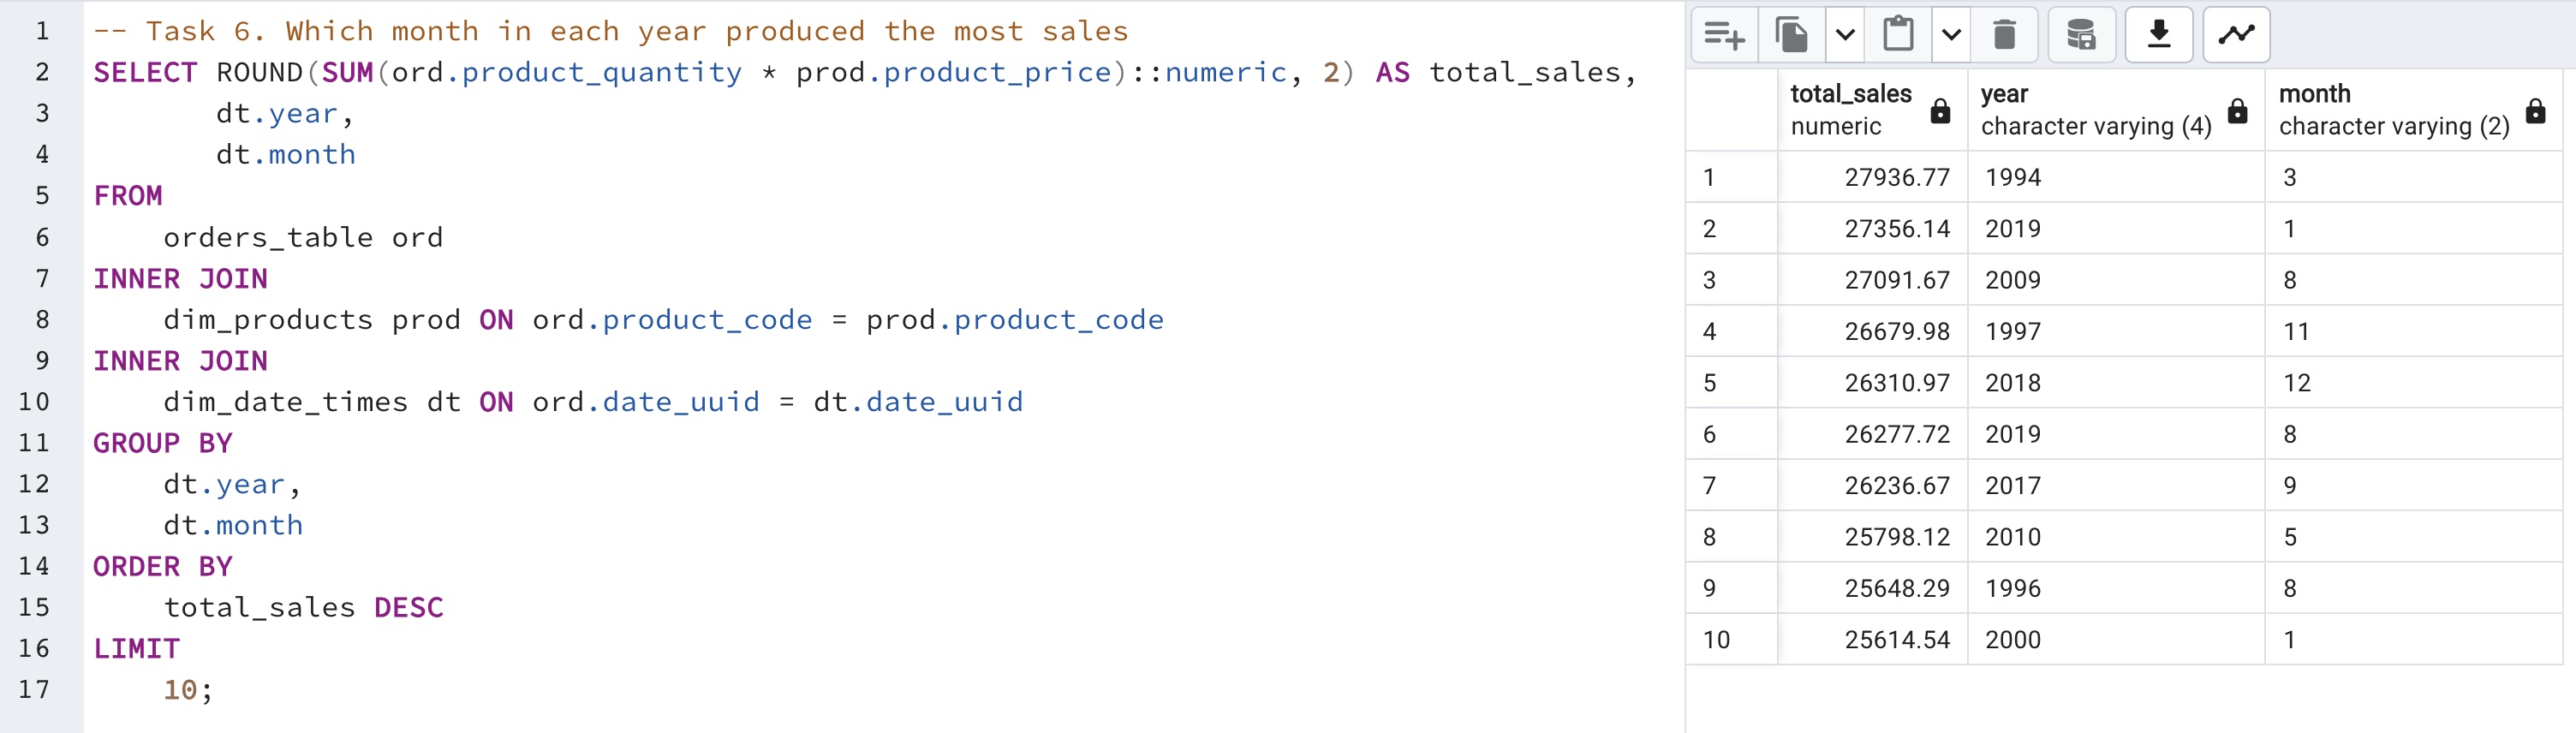 1 -- Task 6. Which month in each year produced the most sales
2 SELECT ROUND(SUM(ord.product_quantity * prod.product_price)::numeric, 2) AS total_sales,
3 dt.year,
4 dt.month
5 FROM
6 orders_table ord
7 INNER JOIN
8 dim_products prod ON ord.product_code = prod.product_code
9 INNER JOIN
10 dim_date_times dt ON ord.date_uuid = dt.date_uuid
11 GROUP BY
12 dt.year,
13 dt.month
14 ORDER BY
15 total_sales DESC
16 LIMIT
17 10;
total_sales year month
numeric character varying (4) character varying (2)
1 27936.77 1994 3
2 27356.14 2019 1
3 27091.67 2009 8
4 26679.98 1997 11
5 26310.97 2018 12
6 26277.72 2019 8
7 26236.67 2017 9
8 25798.12 2010 5
9 25648.29 1996 8
10 25614.54 2000 1